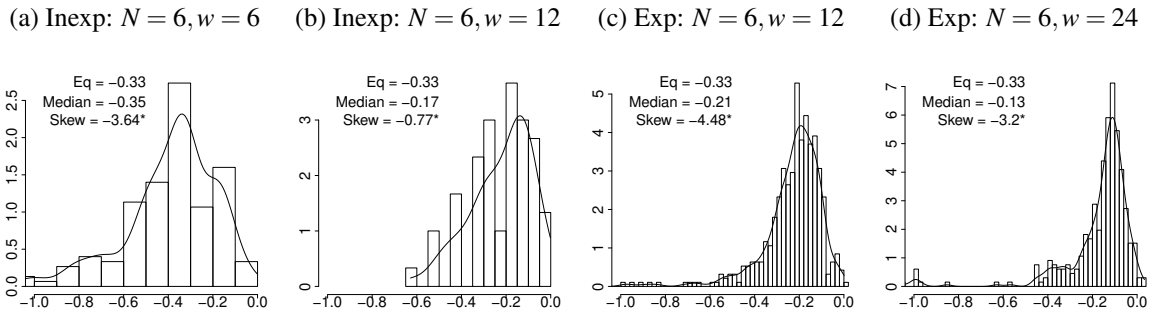 (a) Inexp: N = 6, w = 6
Eq = −0.33
Median = −0.35
Skew = −3.64*
0.0 0.5 1.0 1.5 2.0 2.5
−1.0 −0.8 −0.6 −0.4 −0.2 0.0
(b) Inexp: N = 6, w = 12
Eq = −0.33
Median = −0.17
Skew = −0.77*
0 1 2 3
−1.0 −0.8 −0.6 −0.4 −0.2 0.0
(c) Exp: N = 6, w = 12
Eq = −0.33
Median = −0.21
Skew = −4.48*
0 1 2 3 4 5
−1.0 −0.8 −0.6 −0.4 −0.2 0.0
(d) Exp: N = 6, w = 24
Eq = −0.33
Median = −0.13
Skew = −3.2*
0 1 2 3 4 5 6 7
−1.0 −0.8 −0.6 −0.4 −0.2 0.0